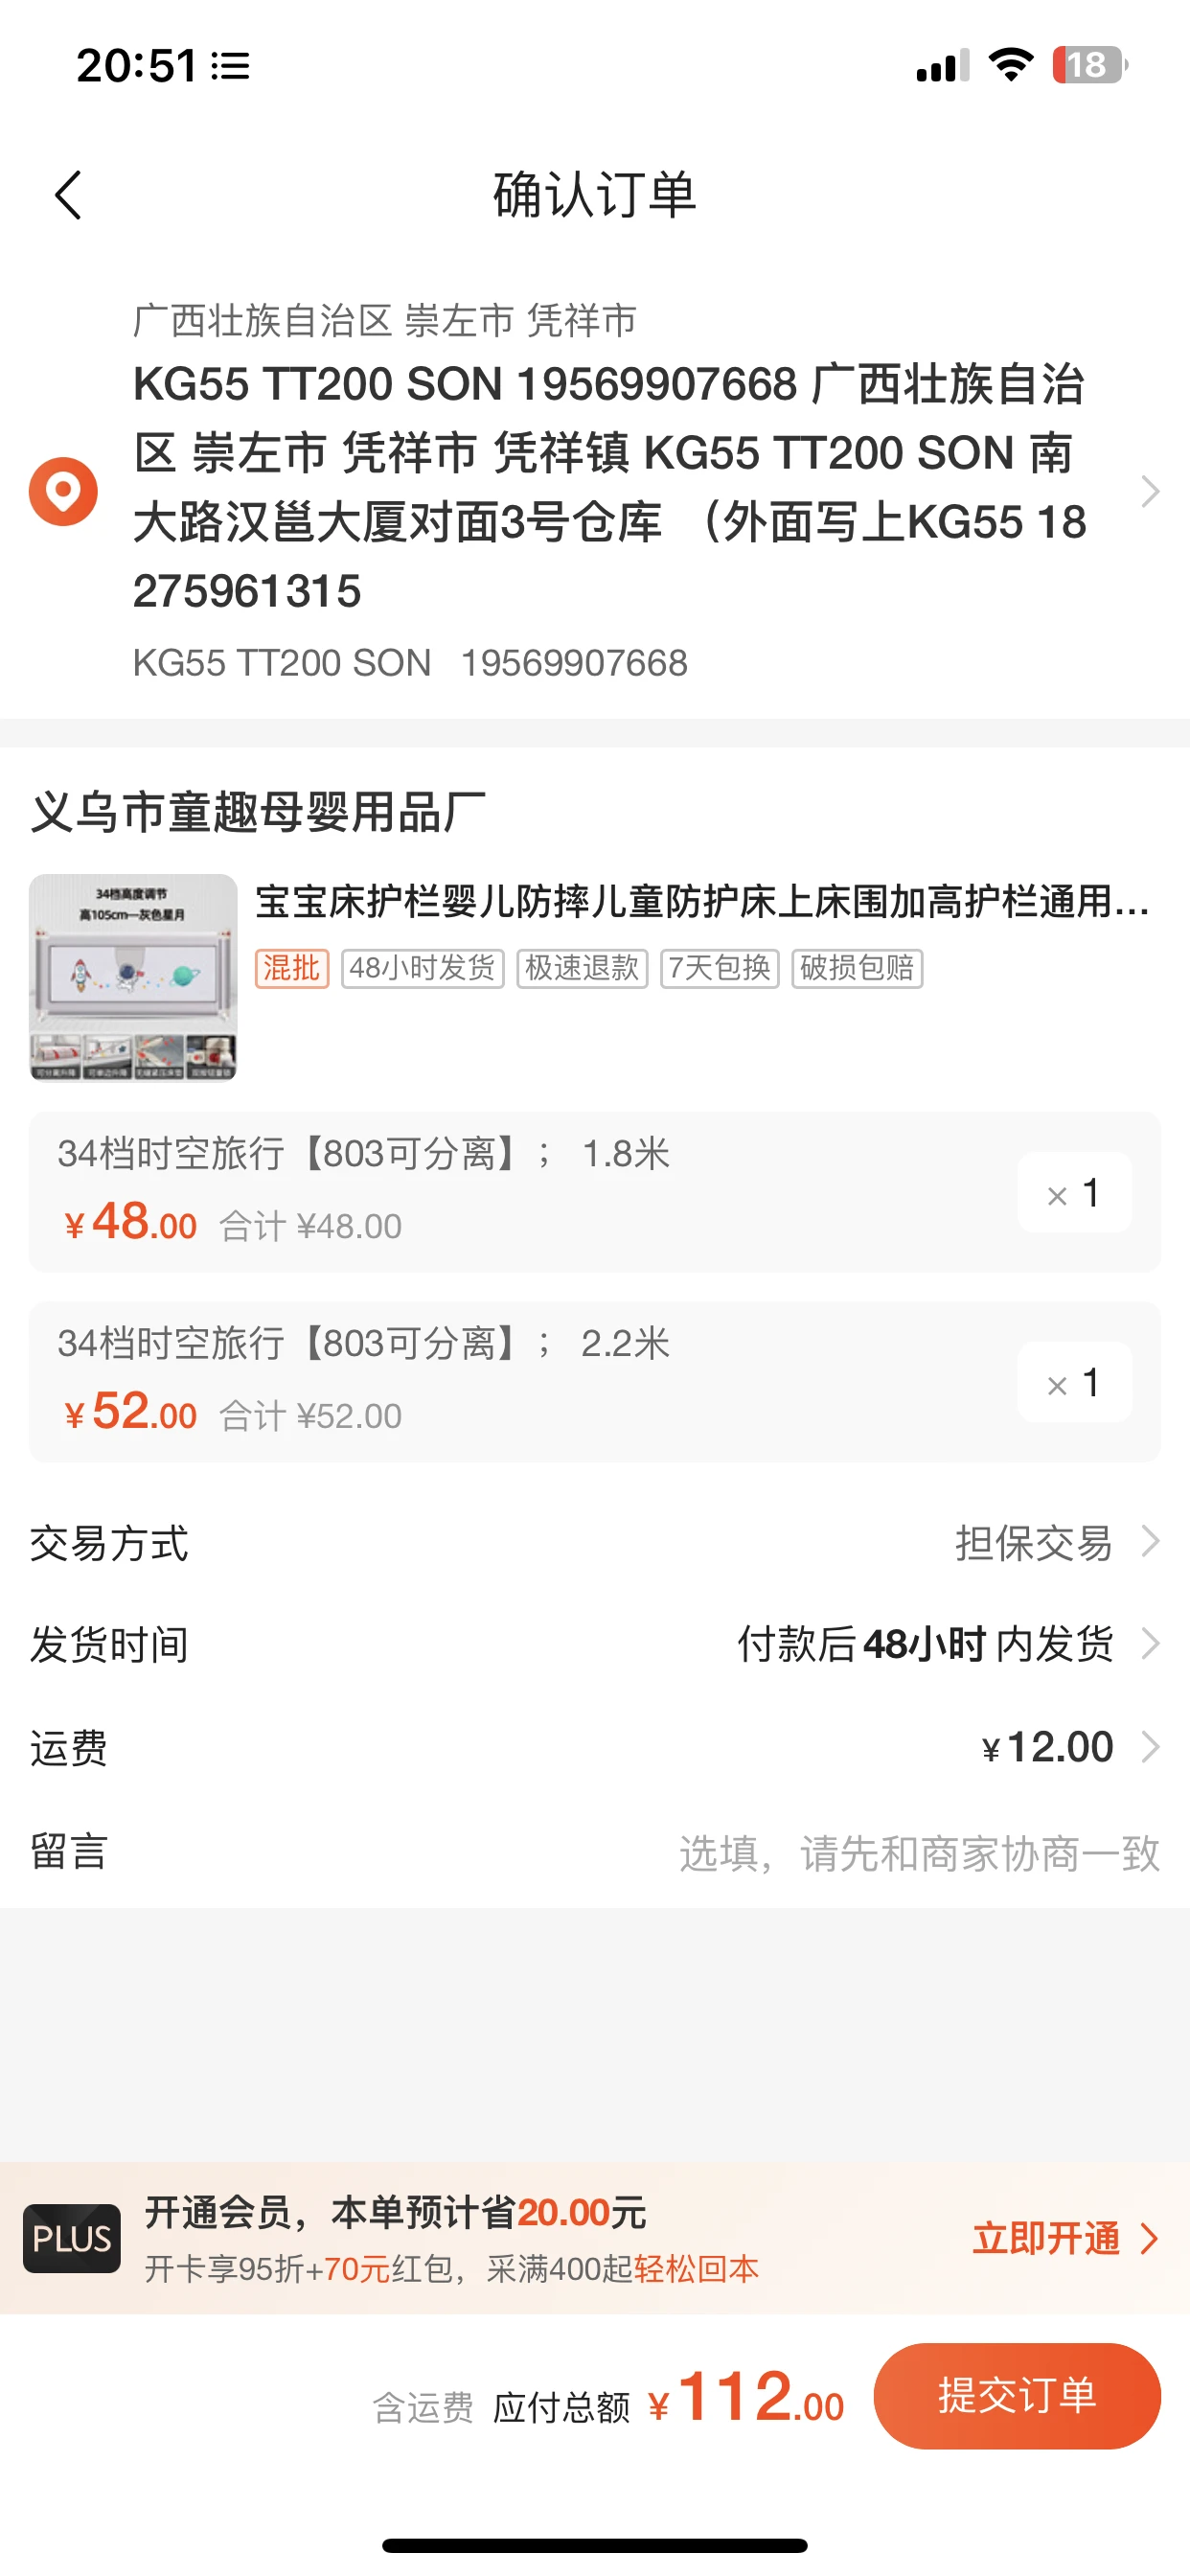 20:51
18
确认订单
广西壮族自治区 崇左市 凭祥市
KG55 TT200 SON 19569907668 广西壮族自治
区 崇左市 凭祥市 凭祥镇 KG55 TT200 SON 南
大路汉邕大厦对面3号仓库 （外面写上KG55 18
275961315
KG55 TT200 SON 19569907668
义乌市童趣母婴用品厂
34档高度调节
高105cm—灰色星月
宝宝床护栏婴儿防摔儿童防护床上床围加高护栏通用...
混批 48小时发货 极速退款 7天包换 破损包赔
34档时空旅行【803可分离】； 1.8米
× 1
¥48.00 合计 ¥48.00
34档时空旅行【803可分离】； 2.2米
× 1
¥52.00 合计 ¥52.00
交易方式 担保交易
发货时间 付款后48小时内发货
运费 ¥12.00
留言 选填，请先和商家协商一致
PLUS
开通会员，本单预计省20.00元
开卡享95折+70元红包，采满400起轻松回本
立即开通
含运费 应付总额 ¥112.00
提交订单